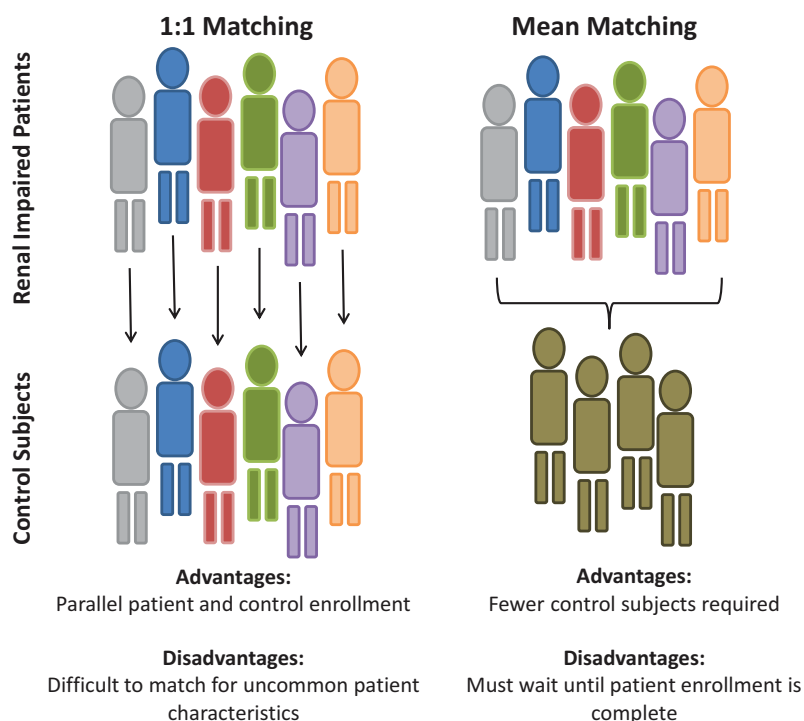 1:1 Matching
Mean Matching
Renal Impaired Patients
Control Subjects
Advantages:
Parallel patient and control enrollment
Disadvantages:
Difficult to match for uncommon patient
characteristics
Advantages:
Fewer control subjects required
Disadvantages:
Must wait until patient enrollment is
complete